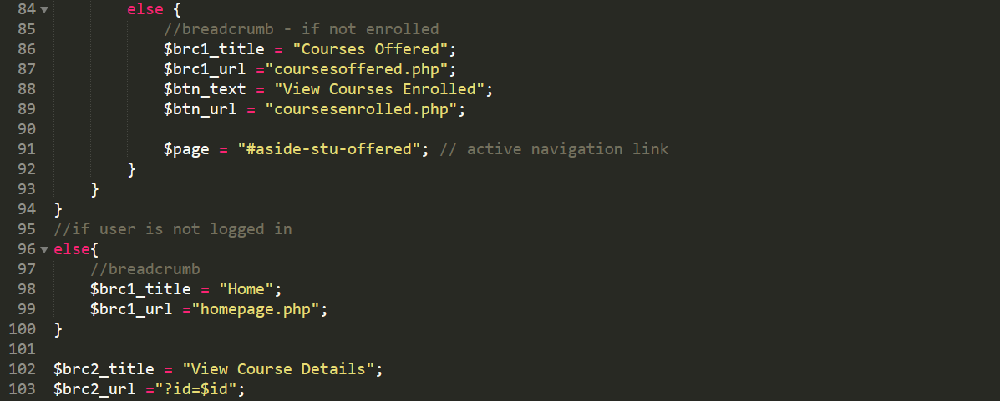 84 else {
85 //breadcrumb - if not enrolled
86 $brc1_title = "Courses Offered";
87 $brc1_url ="coursesoffered.php";
88 $btn_text = "View Courses Enrolled";
89 $btn_url = "coursesenrolled.php";
90
91 $page = "#aside-stu-offered"; // active navigation link
92 }
93 }
94 }
95 //if user is not logged in
96 else{
97 //breadcrumb
98 $brc1_title = "Home";
99 $brc1_url ="homepage.php";
100 }
101
102 $brc2_title = "View Course Details";
103 $brc2_url ="?id=$id";